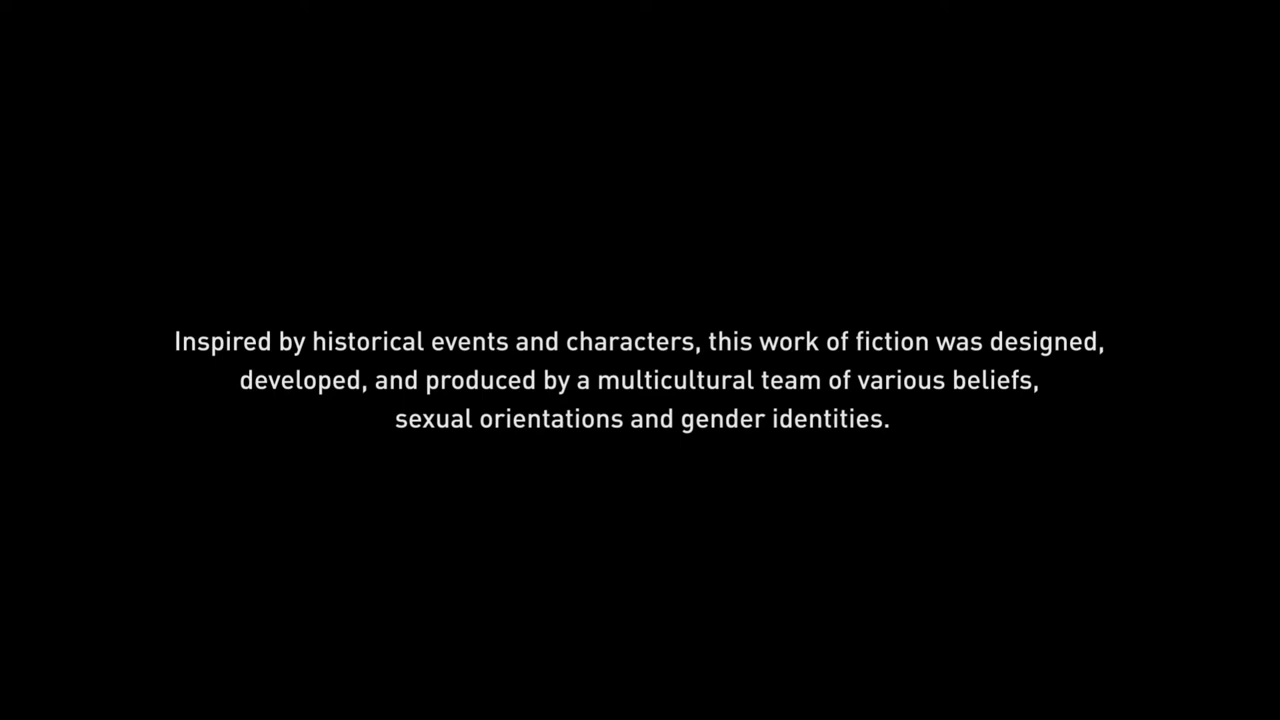 Inspired by historical events and characters, this work of fiction was designed,
developed, and produced by a multicultural team of various beliefs,
sexual orientations and gender identities.